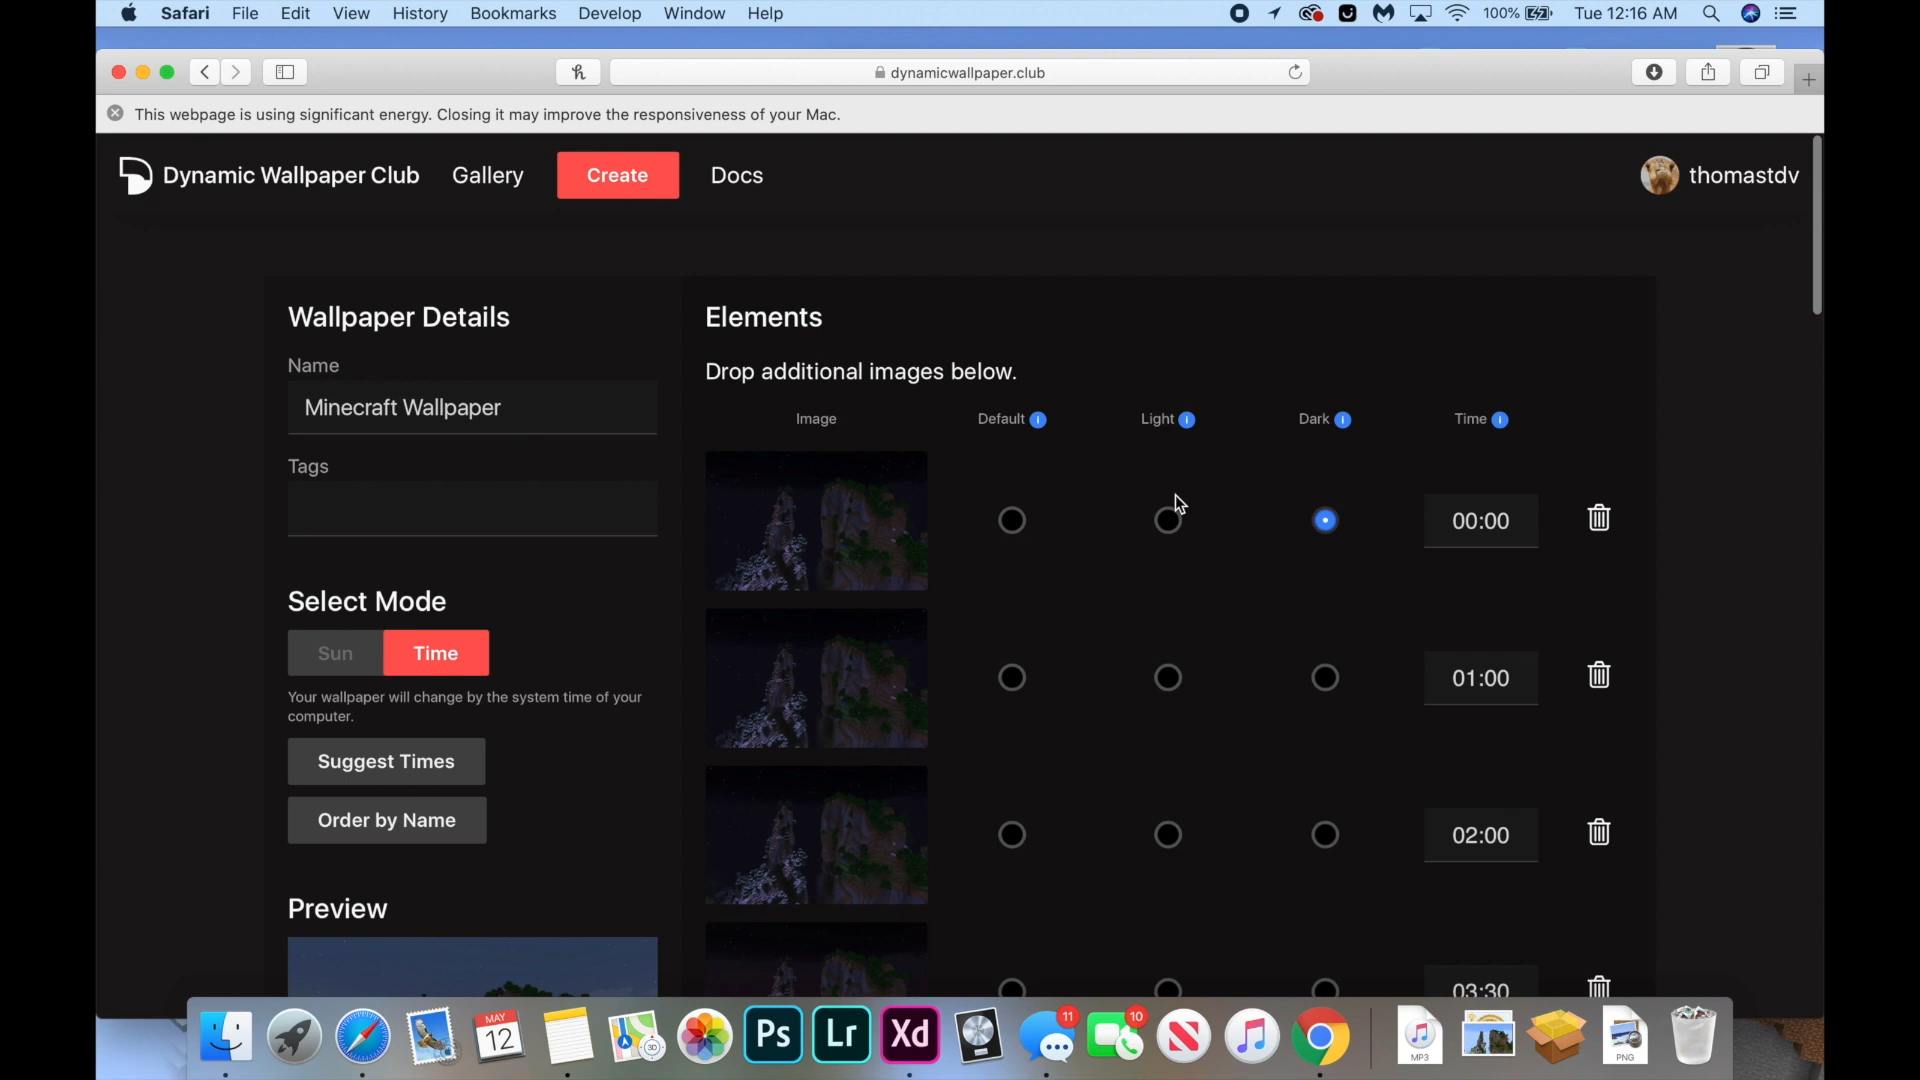 Safari File Edit View History Bookmarks Develop Window Help 100% Tue 12:16 AM
dynamicwallpaper.club
This webpage is using significant energy. Closing it may improve the responsiveness of your Mac.
Dynamic Wallpaper Club Gallery Create Docs thomastdv
Wallpaper Details
Name
Minecraft Wallpaper
Tags
Select Mode
Sun Time
Your wallpaper will change by the system time of your
computer.
Suggest Times
Order by Name
Preview
Elements
Drop additional images below.
Image Default Light Dark Time
00:00
01:00
02:00
03:30
MAY
12
3D
Ps Lr Xd
11
10
MP3
PNG